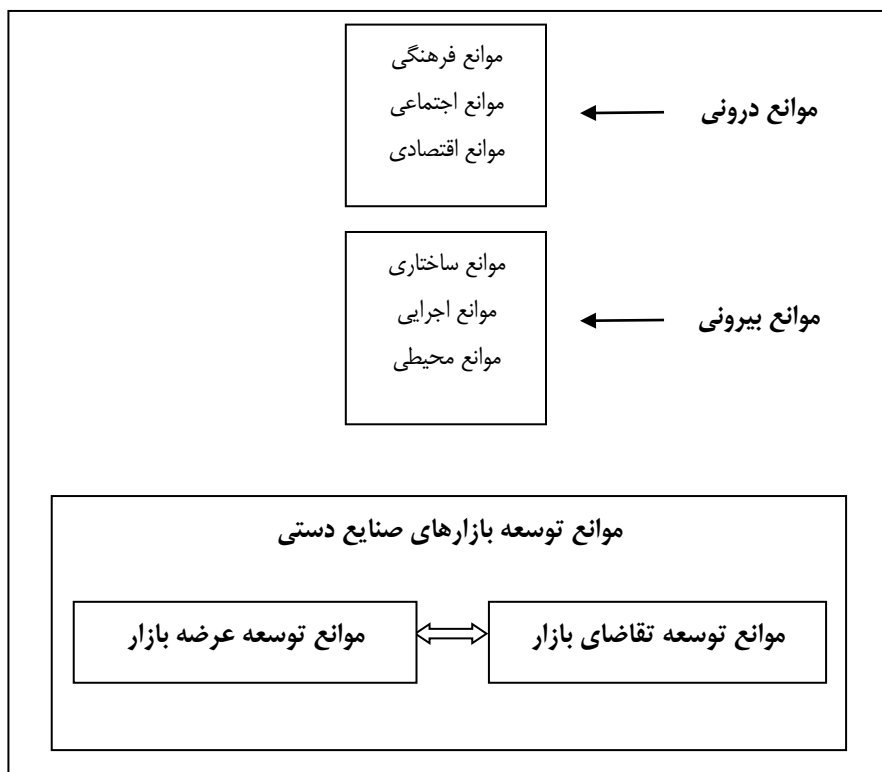 موانع فرهنگی
موانع اجتماعی
موانع اقتصادی
موانع درونی
موانع ساختاری
موانع اجرایی
موانع محیطی
موانع بیرونی
موانع توسعه بازارهای صنایع دستی
موانع توسعه تقاضای بازار
موانع توسعه عرضه بازار